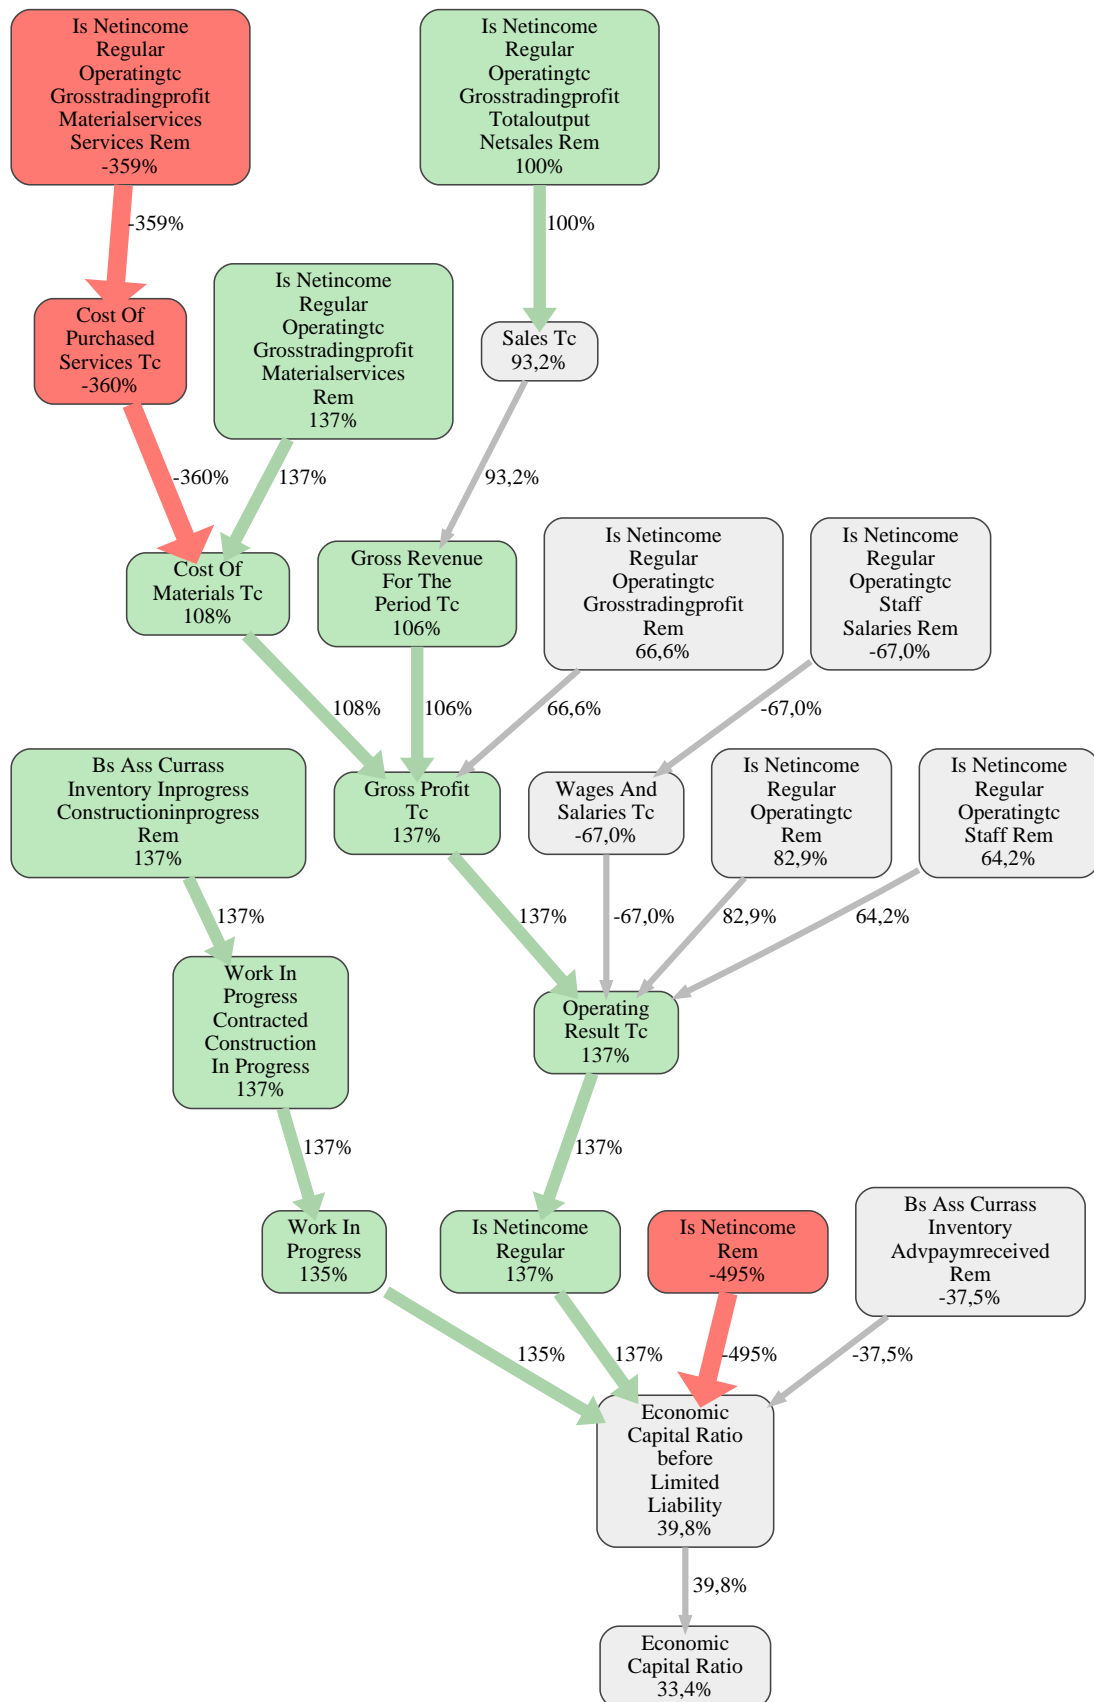 Is Netincome
Regular
Operatingtc
Grosstradingprofit
Materialservices
Services Rem
-359%
Is Netincome
Regular
Operatingtc
Grosstradingprofit
Totaloutput
Netsales Rem
100%
-359%
100%
Cost Of
Purchased
Services Tc
-360%
Is Netincome
Regular
Operatingtc
Grosstradingprofit
Materialservices
Rem
137%
Sales Tc
93,2%
-360%
137%
93,2%
Cost Of
Materials Tc
108%
Gross Revenue
For The
Period Tc
106%
Is Netincome
Regular
Operatingtc
Grosstradingprofit
Rem
66,6%
Is Netincome
Regular
Operatingtc
Staff
Salaries Rem
-67,0%
108%
106%
66,6%
-67,0%
Bs Ass Currass
Inventory Inprogress
Constructioninprogress
Rem
137%
Gross Profit
Tc
137%
Wages And
Salaries Tc
-67,0%
Is Netincome
Regular
Operatingtc
Rem
82,9%
Is Netincome
Regular
Operatingtc
Staff Rem
64,2%
137%
137%
-67,0%
82,9%
64,2%
Work In
Progress
Contracted
Construction
In Progress
137%
Operating
Result Tc
137%
137%
137%
Work In
Progress
135%
Is Netincome
Regular
137%
Is Netincome
Rem
-495%
Bs Ass Currass
Inventory
Advpaymreceived
Rem
-37,5%
135%
137%
-495%
-37,5%
Economic
Capital Ratio
before
Limited
Liability
39,8%
39,8%
Economic
Capital Ratio
33,4%